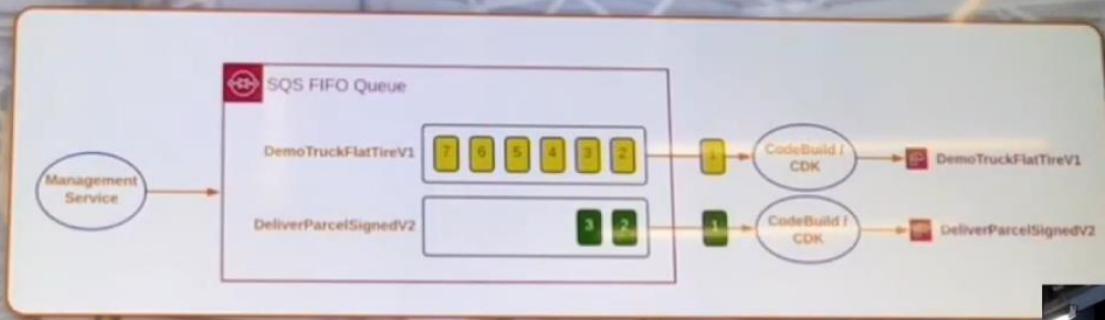 SQS FIFO Queue
DemoTruckFlatTireV1
7 6 5 4 3 2
1
CodeBuild /
CDK
DemoTruckFlatTireV1
Management
Service
DeliverParcelSignedV2
3 2
1
CodeBuild /
CDK
DeliverParcelSignedV2